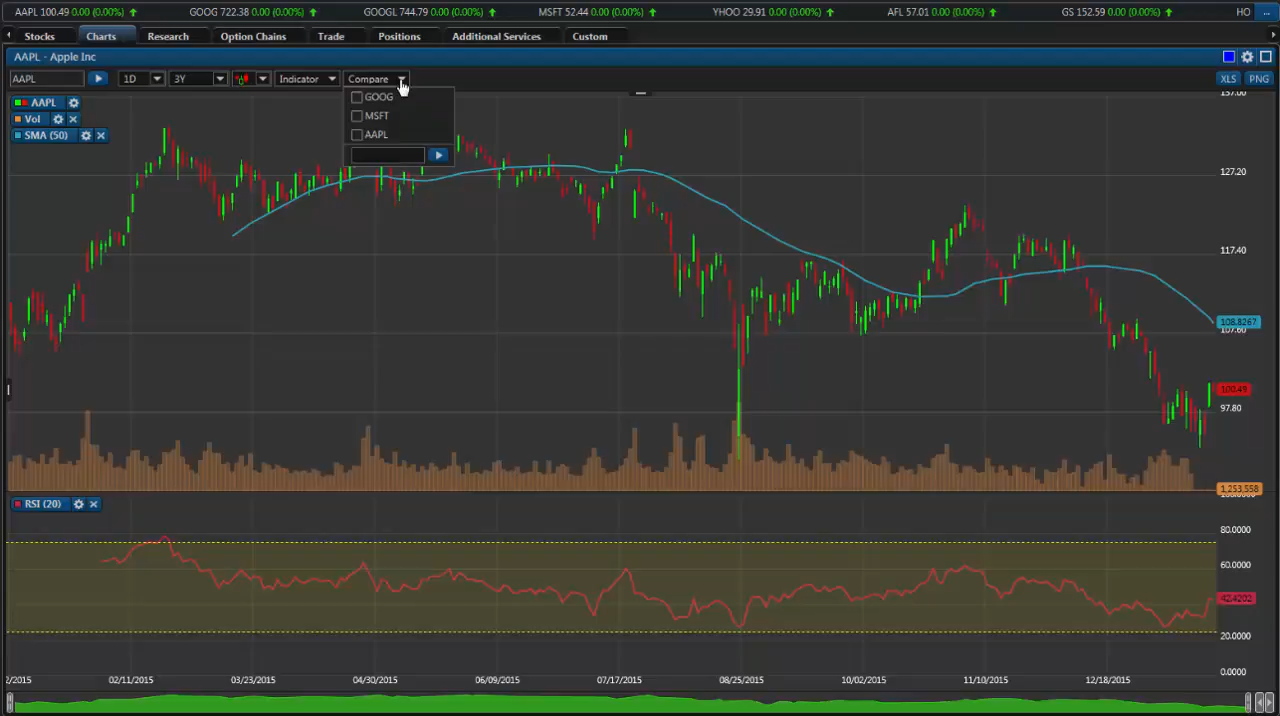 AAPL 100.49 0.00 (0.00%) GOOG 722.38 0.00 (0.00%) GOOGL 744.79 0.00 (0.00%) MSFT 52.44 0.00 (0.00%) YHOO 29.91 0.00 (0.00%) AFL 57.01 0.00 (0.00%) GS 152.59 0.00 (0.00%) HO ...
Stocks Charts Research Option Chains Trade Positions Additional Services Custom
AAPL - Apple Inc
AAPL 1D 3Y Indicator Compare XLS PNG
GOOG
MSFT
AAPL
AAPL
Vol
SMA (50)
137.00
127.20
117.40
108.8267
107.60
100.49
97.80
1,253,558
RSI (20)
80.0000
60.0000
42.4202
20.0000
0.0000
2/2015 02/11/2015 03/23/2015 04/30/2015 06/09/2015 07/17/2015 08/25/2015 10/02/2015 11/10/2015 12/18/2015